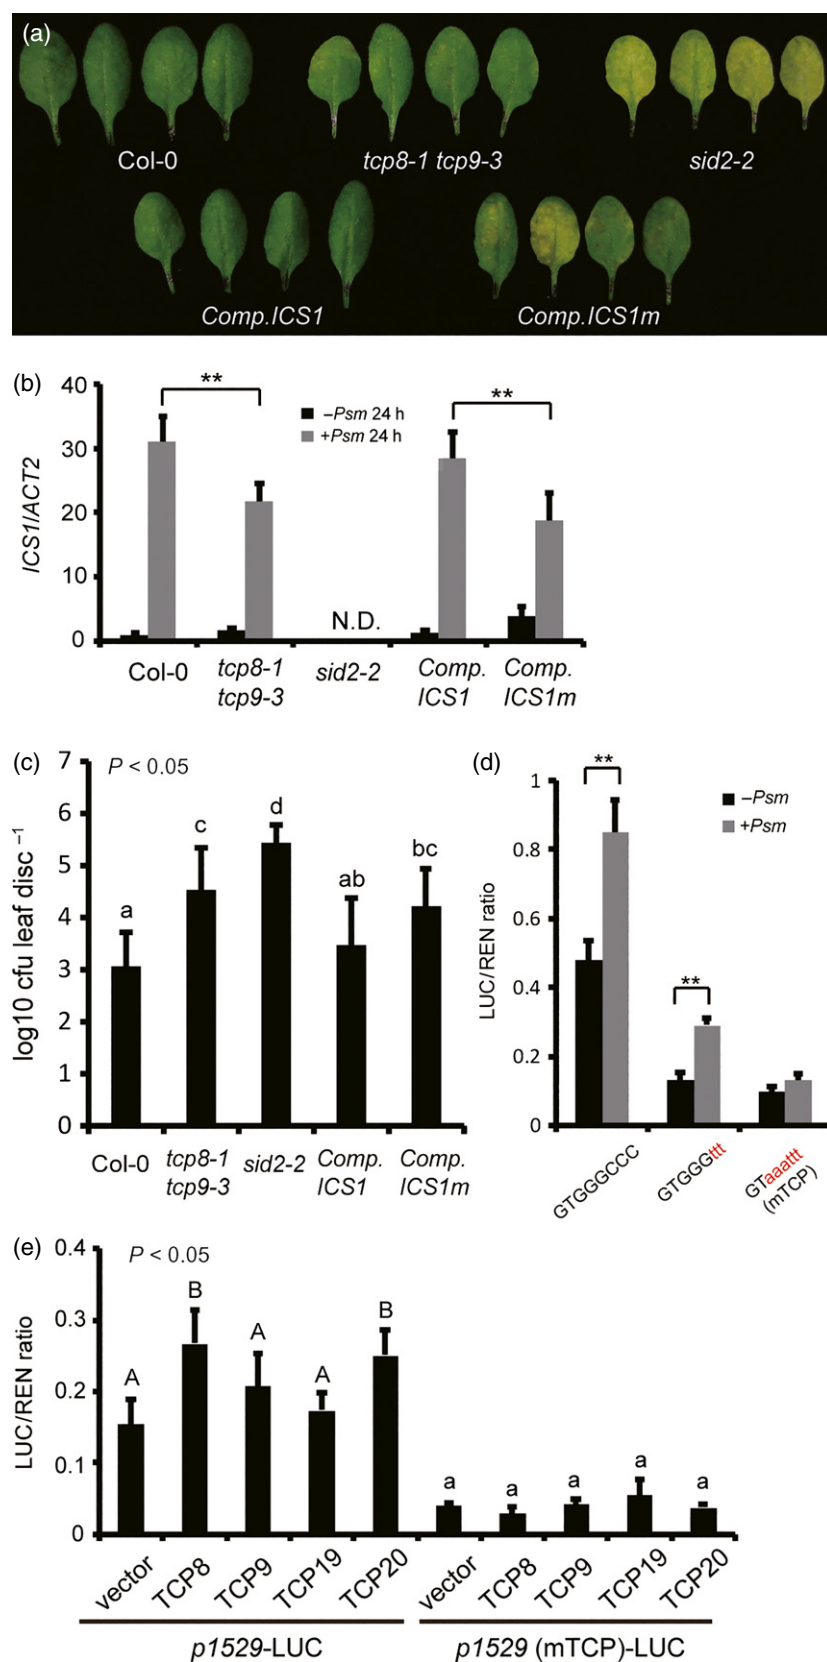 (a)
Col-0
tcp8-1 tcp9-3
sid2-2
Comp.ICS1
Comp.ICS1m
(b)
40
30
20
10
0
ICS1/ACT2
**
**
–Psm 24 h
+Psm 24 h
N.D.
Col-0
tcp8-1
tcp9-3
sid2-2
Comp.
ICS1
Comp.
ICS1m
(c)
P < 0.05
7
6
5
4
3
2
1
0
log10 cfu leaf disc –1
a
c
d
ab
bc
Col-0
tcp8-1
tcp9-3
sid2-2
Comp.
ICS1
Comp.
ICS1m
(d)
1
0.8
0.6
0.4
0.2
0
LUC/REN ratio
**
**
–Psm
+Psm
GTGGGCCC
GTGGGttt
GTaaattt
(mTCP)
(e)
P < 0.05
0.4
0.3
0.2
0.1
0
LUC/REN ratio
A
B
A
A
B
a
a
a
a
a
vector
TCP8
TCP9
TCP19
TCP20
vector
TCP8
TCP9
TCP19
TCP20
p1529-LUC
p1529 (mTCP)-LUC